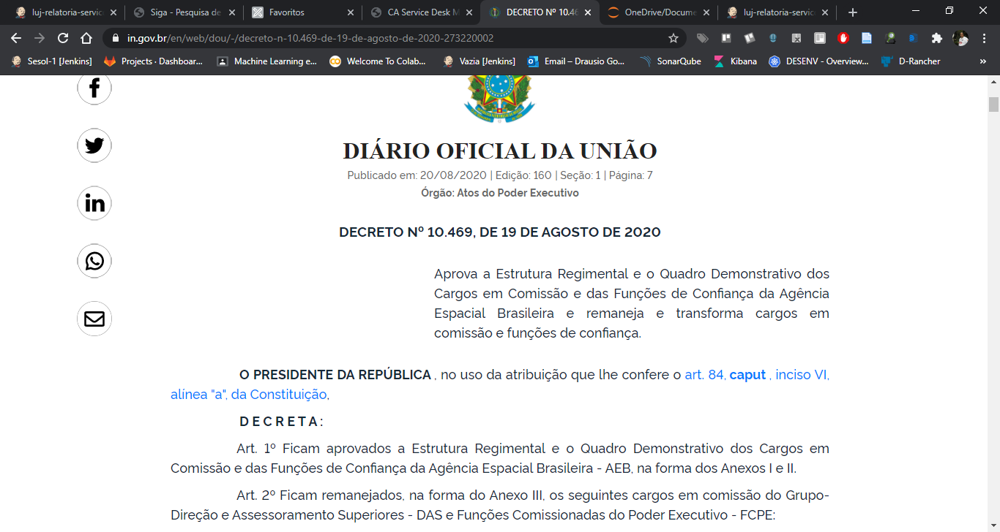 luj-relatoria-servic
Siga - Pesquisa de
Favoritos
CA Service Desk M
DECRETO Nº 10.46
OneDrive/Docume
luj-relatoria-servic
in.gov.br/en/web/dou/-/decreto-n-10.469-de-19-de-agosto-de-2020-273220002
Sesol-1 [Jenkins]
Projects · Dashboar...
Machine Learning e...
Welcome To Colab...
Vazia [Jenkins]
Email – Drausio Go...
SonarQube
Kibana
DESENV - Overview...
D-Rancher
»
DIÁRIO OFICIAL DA UNIÃO
Publicado em: 20/08/2020 | Edição: 160 | Seção: 1 | Página: 7
Órgão: Atos do Poder Executivo
DECRETO Nº 10.469, DE 19 DE AGOSTO DE 2020
Aprova a Estrutura Regimental e o Quadro Demonstrativo dos
Cargos em Comissão e das Funções de Confiança da Agência
Espacial Brasileira e remaneja e transforma cargos em
comissão e funções de confiança.
O PRESIDENTE DA REPÚBLICA , no uso da atribuição que lhe confere o art. 84, caput , inciso VI,
alínea "a", da Constituição,
D E C R E T A :
Art. 1º Ficam aprovados a Estrutura Regimental e o Quadro Demonstrativo dos Cargos em
Comissão e das Funções de Confiança da Agência Espacial Brasileira - AEB, na forma dos Anexos I e II.
Art. 2º Ficam remanejados, na forma do Anexo III, os seguintes cargos em comissão do Grupo-
Direção e Assessoramento Superiores - DAS e Funções Comissionadas do Poder Executivo - FCPE: